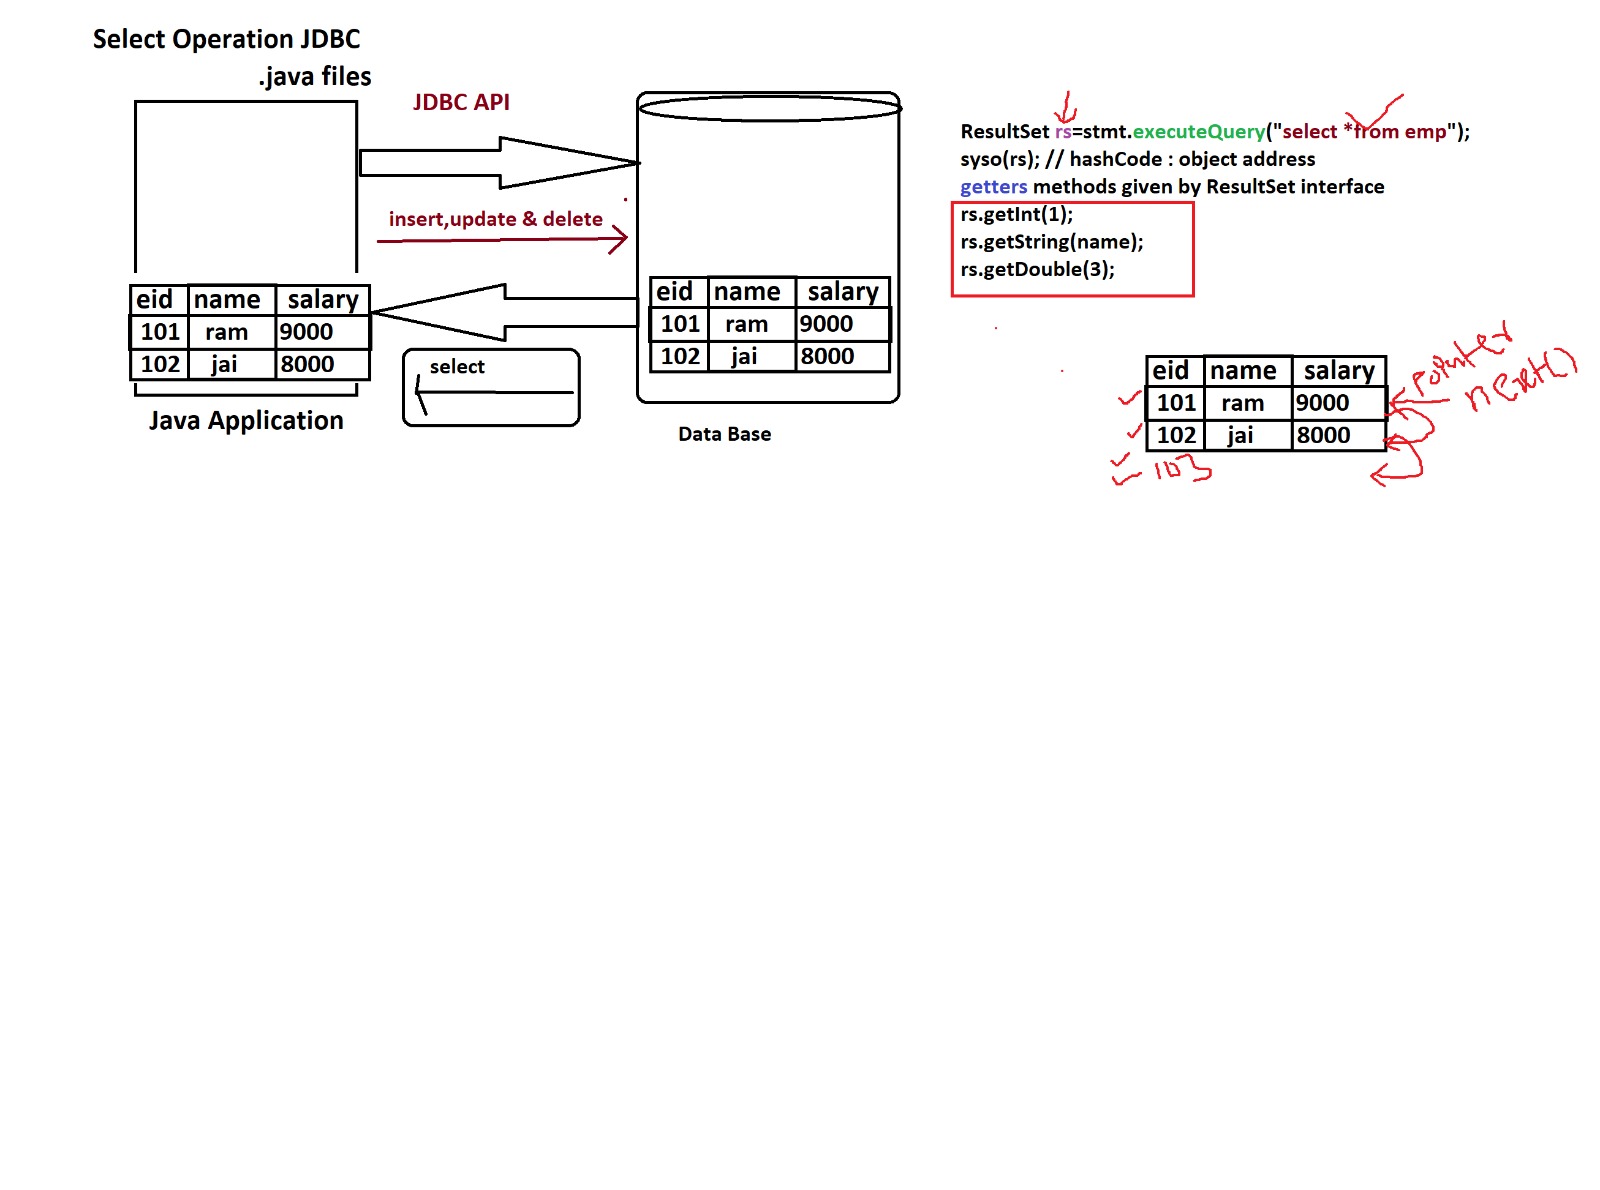 Select Operation JDBC
.java files
JDBC API
insert,update & delete
eid name salary
101 ram 9000
102 jai 8000
Java Application
select
eid name salary
101 ram 9000
102 jai 8000
Data Base
ResultSet rs=stmt.executeQuery("select *from emp");
syso(rs); // hashCode : object address
getters methods given by ResultSet interface
rs.getInt(1);
rs.getString(name);
rs.getDouble(3);
pointer
next()
eid name salary
101 ram 9000
102 jai 8000
103